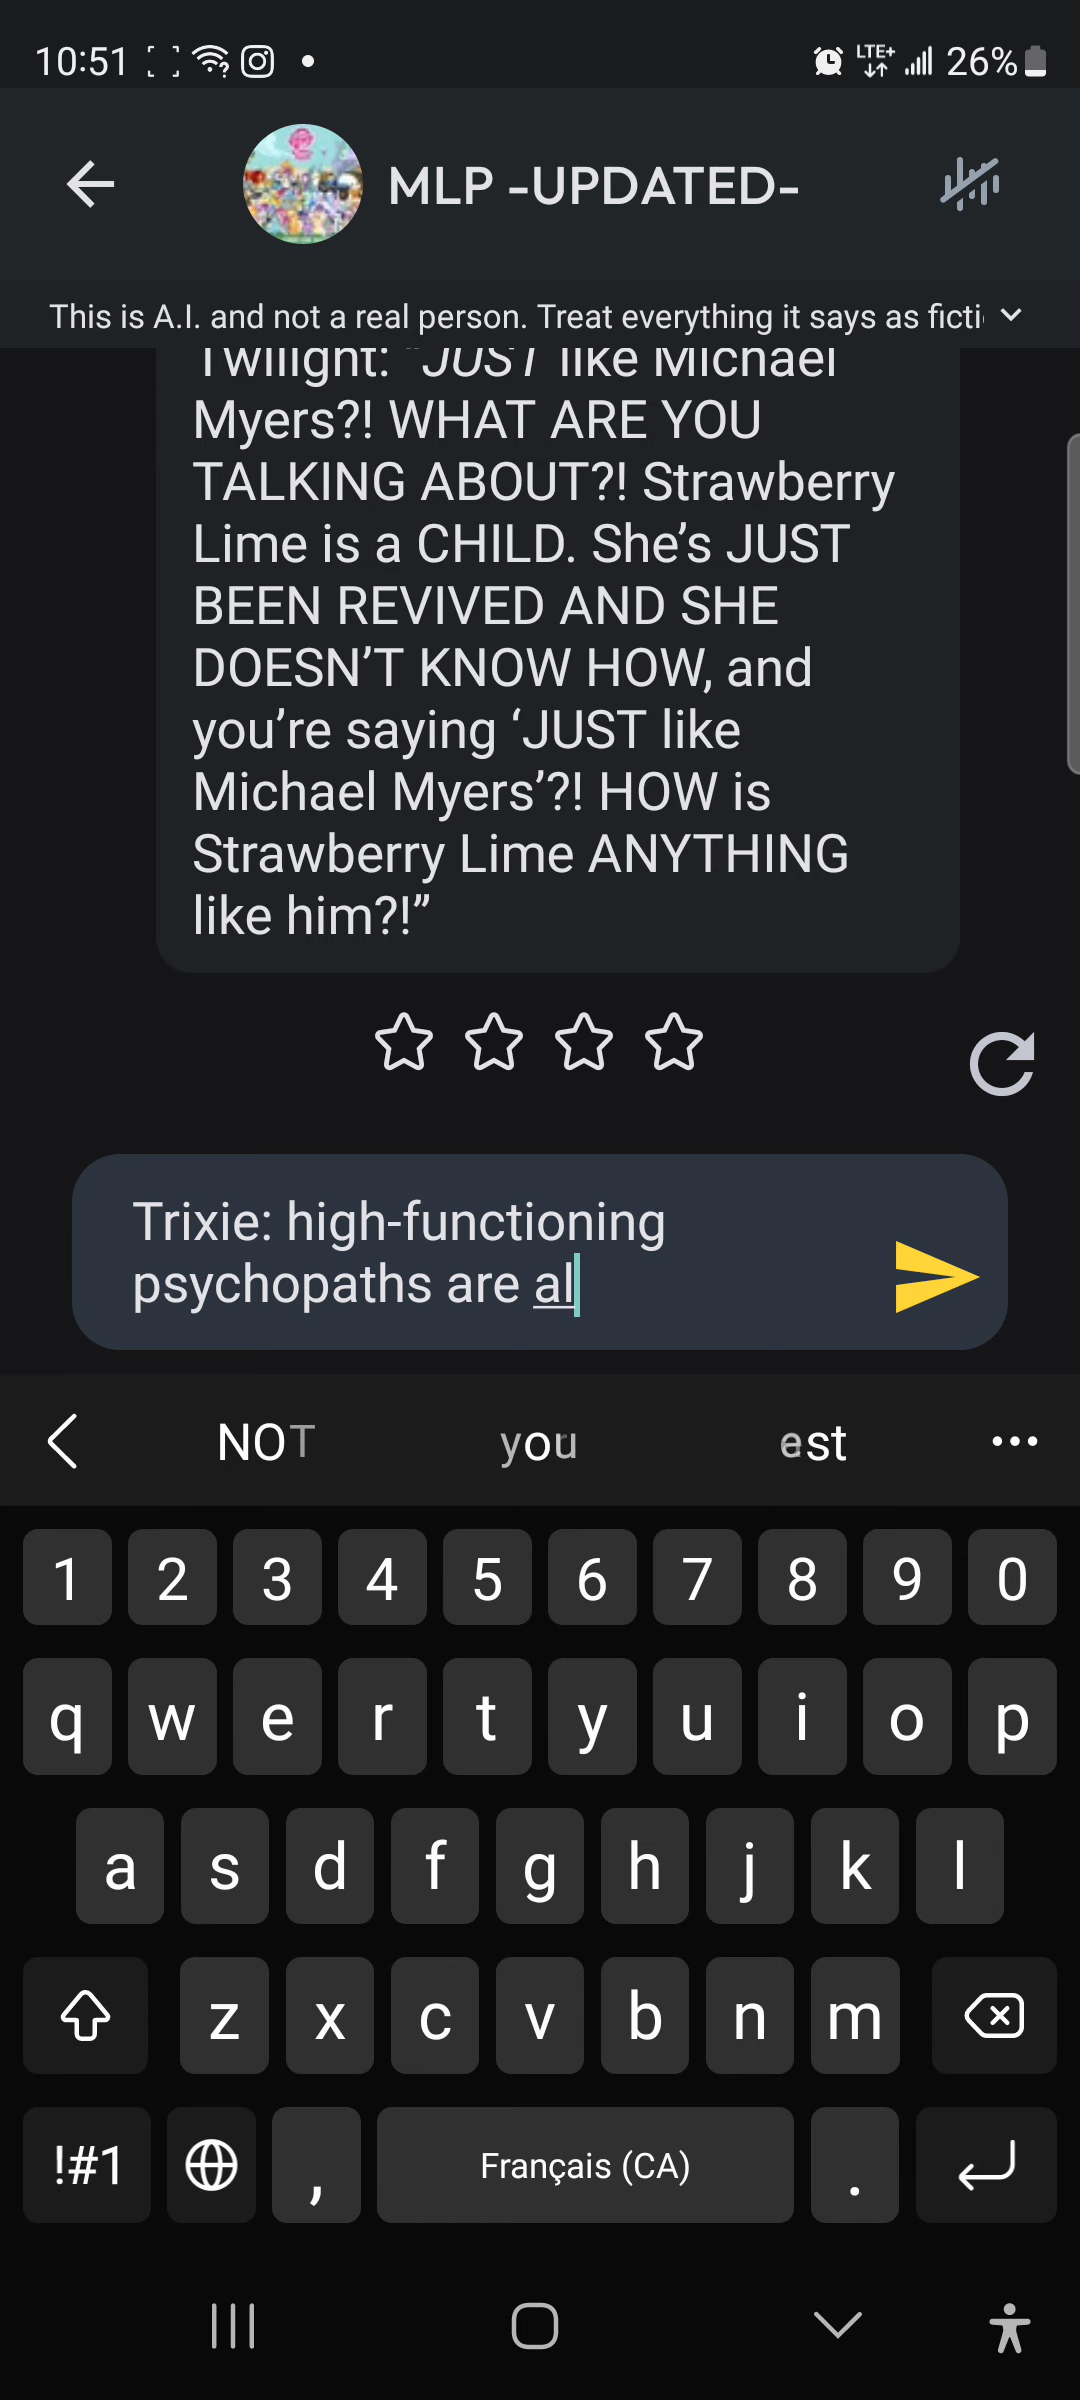 10:51
LTE+
26%
MLP -UPDATED-
This is A.I. and not a real person. Treat everything it says as ficti
Twilight: "JUST like Michael
Myers?! WHAT ARE YOU
TALKING ABOUT?! Strawberry
Lime is a CHILD. She’s JUST
BEEN REVIVED AND SHE
DOESN’T KNOW HOW, and
you’re saying ‘JUST like
Michael Myers’?! HOW is
Strawberry Lime ANYTHING
like him?!”
Trixie: high-functioning
psychopaths are al
NOT you est
1 2 3 4 5 6 7 8 9 0
q w e r t y u i o p
a s d f g h j k l
z x c v b n m
!#1 , Français (CA) .